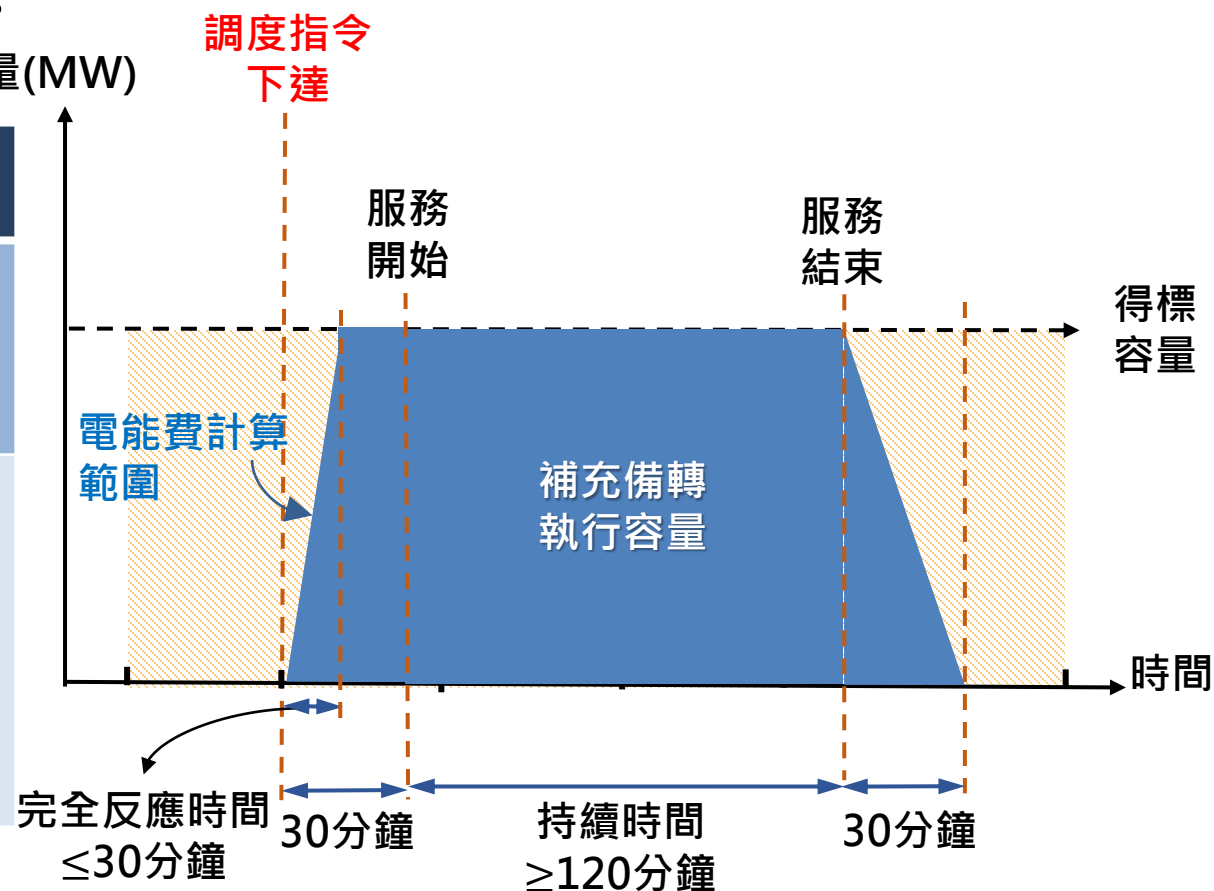 調度指令
下達
量(MW)
服務
開始
服務
結束
得標
容量
電能費計算
範圍
補充備轉
執行容量
時間
完全反應時間
≤30分鐘
30分鐘
持續時間
≥120分鐘
30分鐘